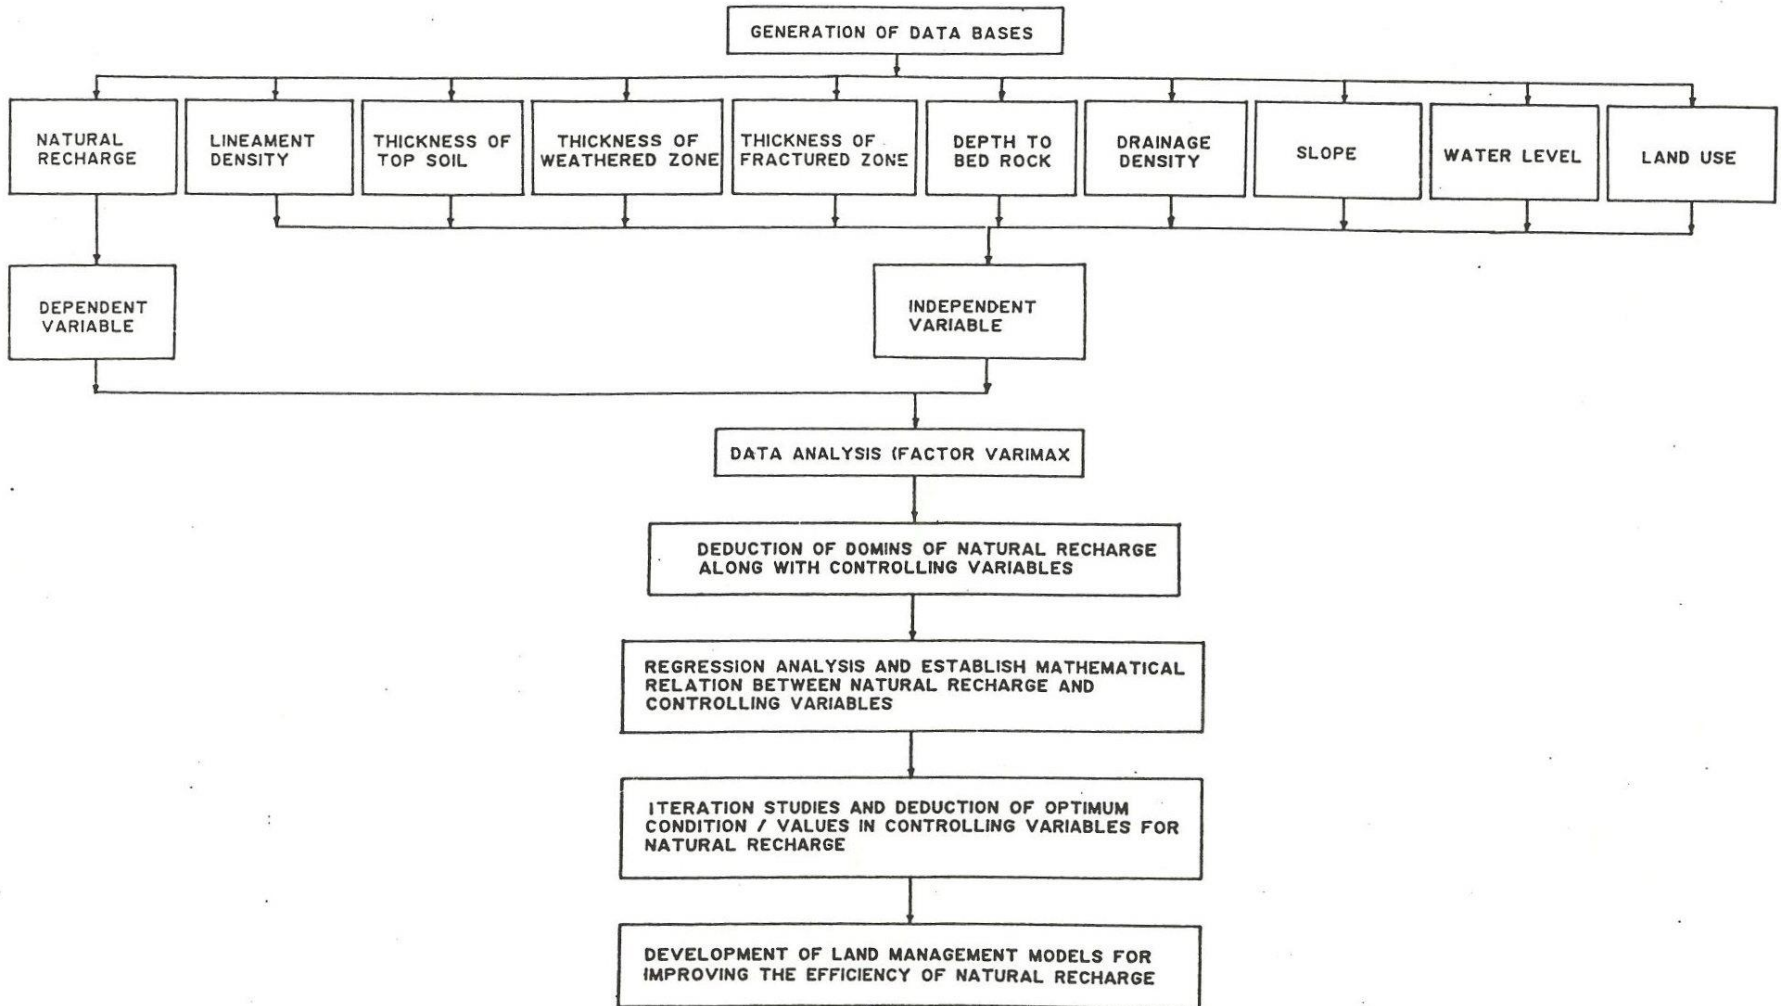 GENERATION OF DATA BASES
NATURAL
RECHARGE
LINEAMENT
DENSITY
THICKNESS OF
TOP SOIL
THICKNESS OF
WEATHERED ZONE
THICKNESS OF
FRACTURED ZONE
DEPTH TO
BED ROCK
DRAINAGE
DENSITY
SLOPE
WATER LEVEL
LAND USE
DEPENDENT
VARIABLE
INDEPENDENT
VARIABLE
DATA ANALYSIS (FACTOR VARIMAX
DEDUCTION OF DOMINS OF NATURAL RECHARGE
ALONG WITH CONTROLLING VARIABLES
REGRESSION ANALYSIS AND ESTABLISH MATHEMATICAL
RELATION BETWEEN NATURAL RECHARGE AND
CONTROLLING VARIABLES
ITERATION STUDIES AND DEDUCTION OF OPTIMUM
CONDITION / VALUES IN CONTROLLING VARIABLES FOR
NATURAL RECHARGE
DEVELOPMENT OF LAND MANAGEMENT MODELS FOR
IMPROVING THE EFFICIENCY OF NATURAL RECHARGE